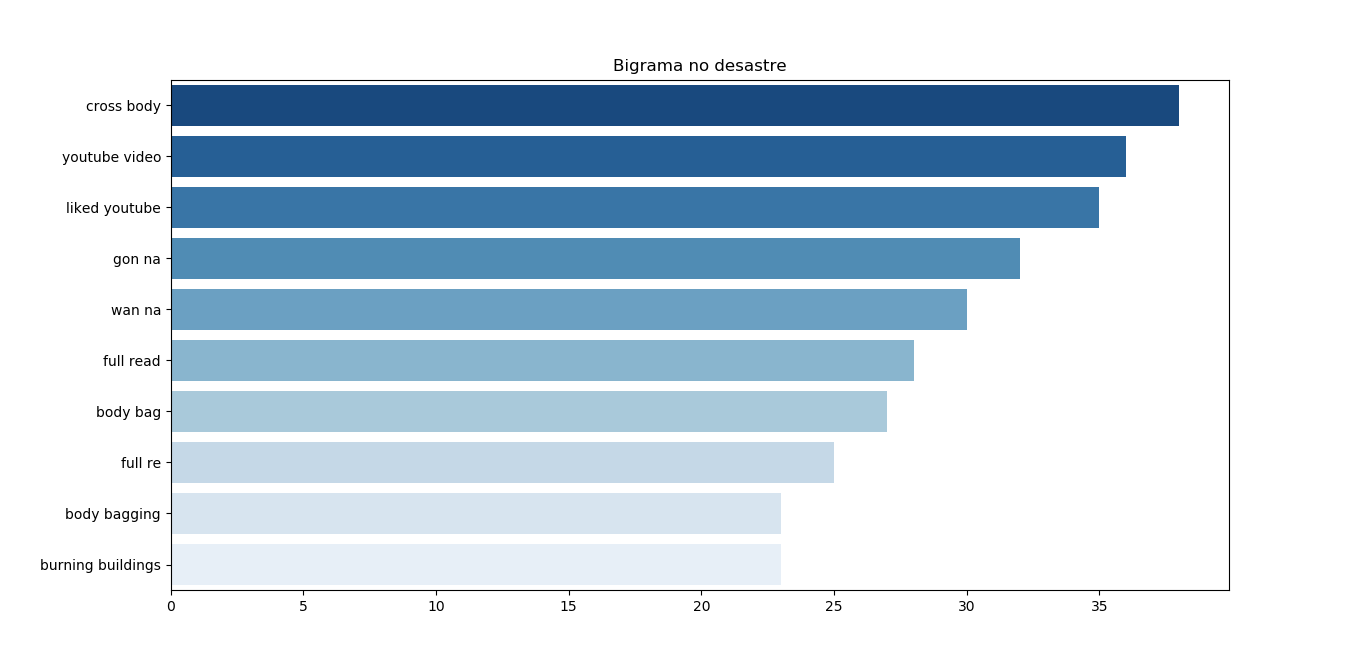 Bigrama no desastre
cross body
youtube video
liked youtube
gon na
wan na
full read
body bag
full re
body bagging
burning buildings
0 5 10 15 20 25 30 35